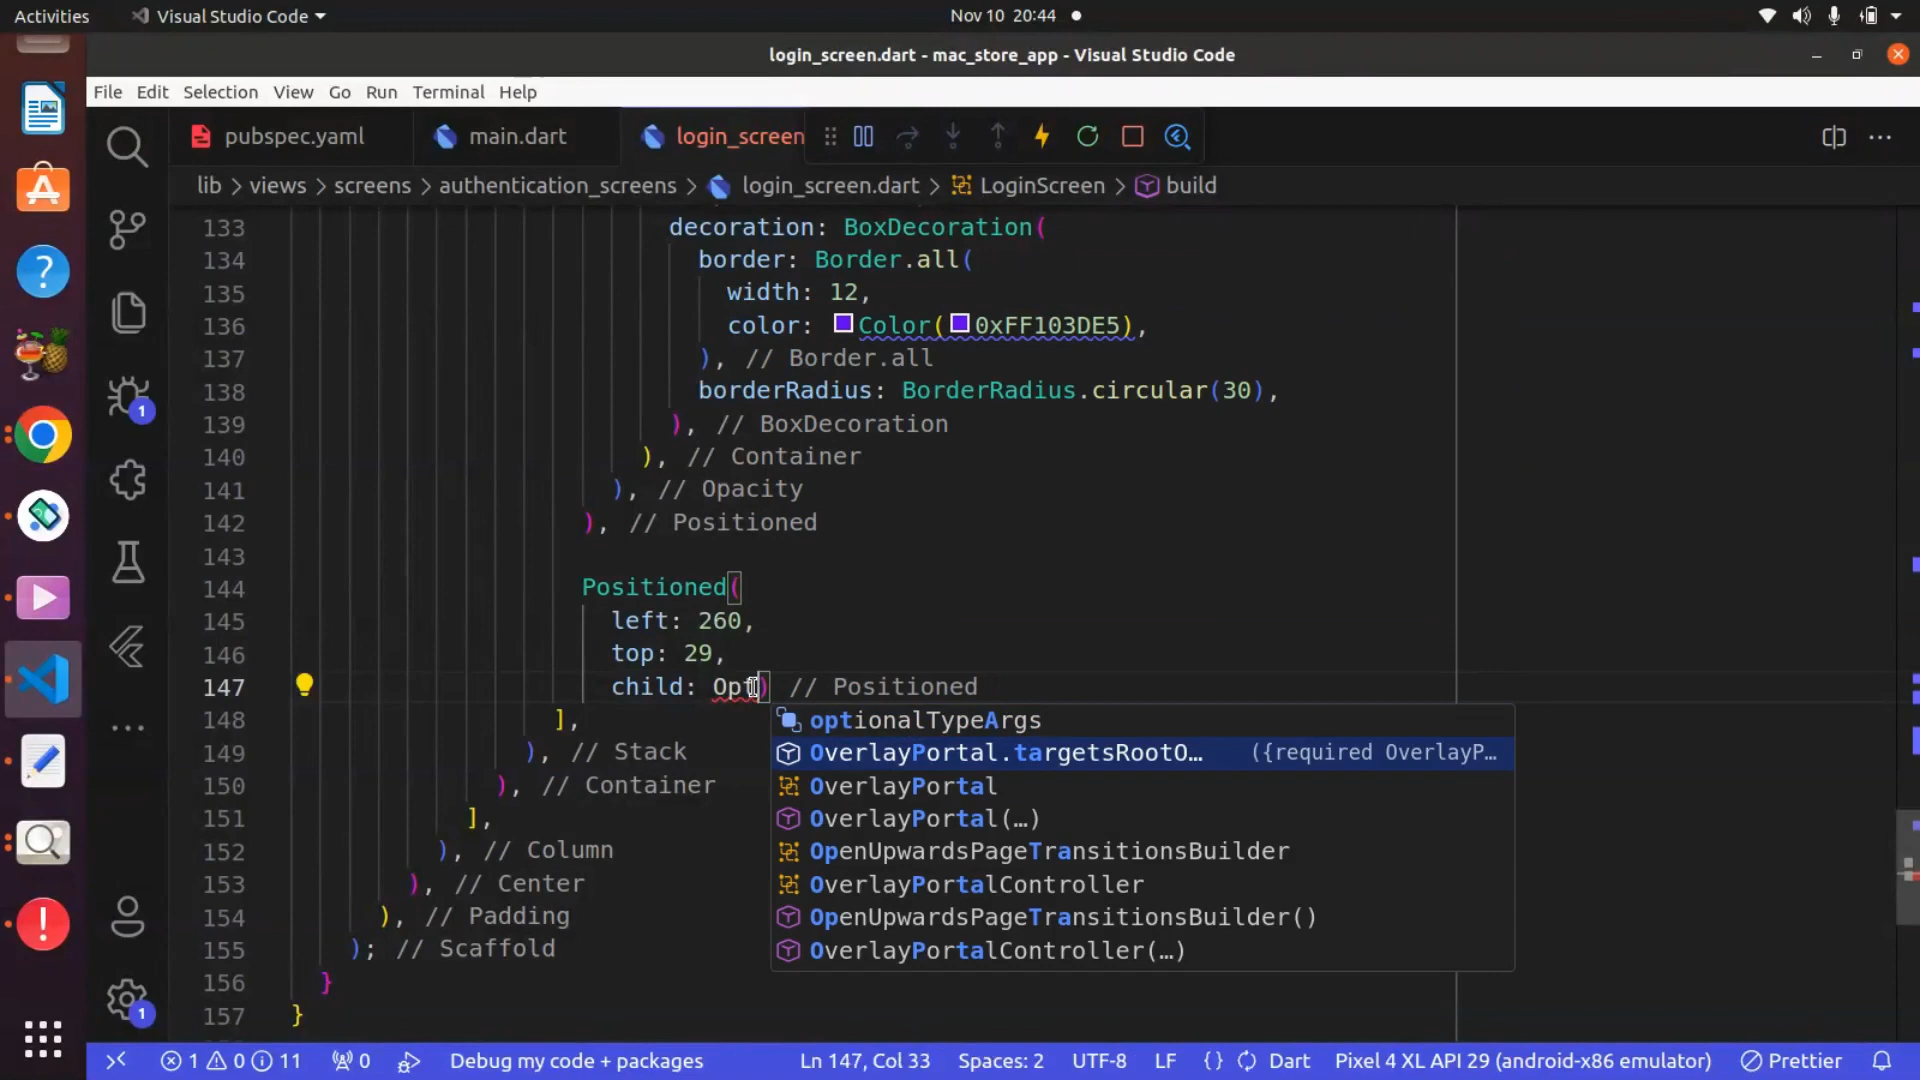 Activities
Visual Studio Code
Nov 10 20:44
login_screen.dart - mac_store_app - Visual Studio Code
File Edit Selection View Go Run Terminal Help
pubspec.yaml
main.dart
login_screen
lib > views > screens > authentication_screens > login_screen.dart > LoginScreen > build
133 decoration: BoxDecoration(
134 border: Border.all(
135 width: 12,
136 color: Color(0xFF103DE5),
137 ), // Border.all
138 borderRadius: BorderRadius.circular(30),
139 ), // BoxDecoration
140 ), // Container
141 ), // Opacity
142 ), // Positioned
143
144 Positioned(
145 left: 260,
146 top: 29,
147 child: Opt) // Positioned
148 ],
149 ), // Stack
150 ), // Container
151 ],
152 ), // Column
153 ), // Center
154 ), // Padding
155 ); // Scaffold
156 }
157 }
optionalTypeArgs
OverlayPortal.targetsRootO... ({required OverlayP...
OverlayPortal
OverlayPortal(…)
OpenUpwardsPageTransitionsBuilder
OverlayPortalController
OpenUpwardsPageTransitionsBuilder()
OverlayPortalController(…)
1
1
1 0 11 0 Debug my code + packages Ln 147, Col 33 Spaces: 2 UTF-8 LF {} Dart Pixel 4 XL API 29 (android-x86 emulator) Prettier